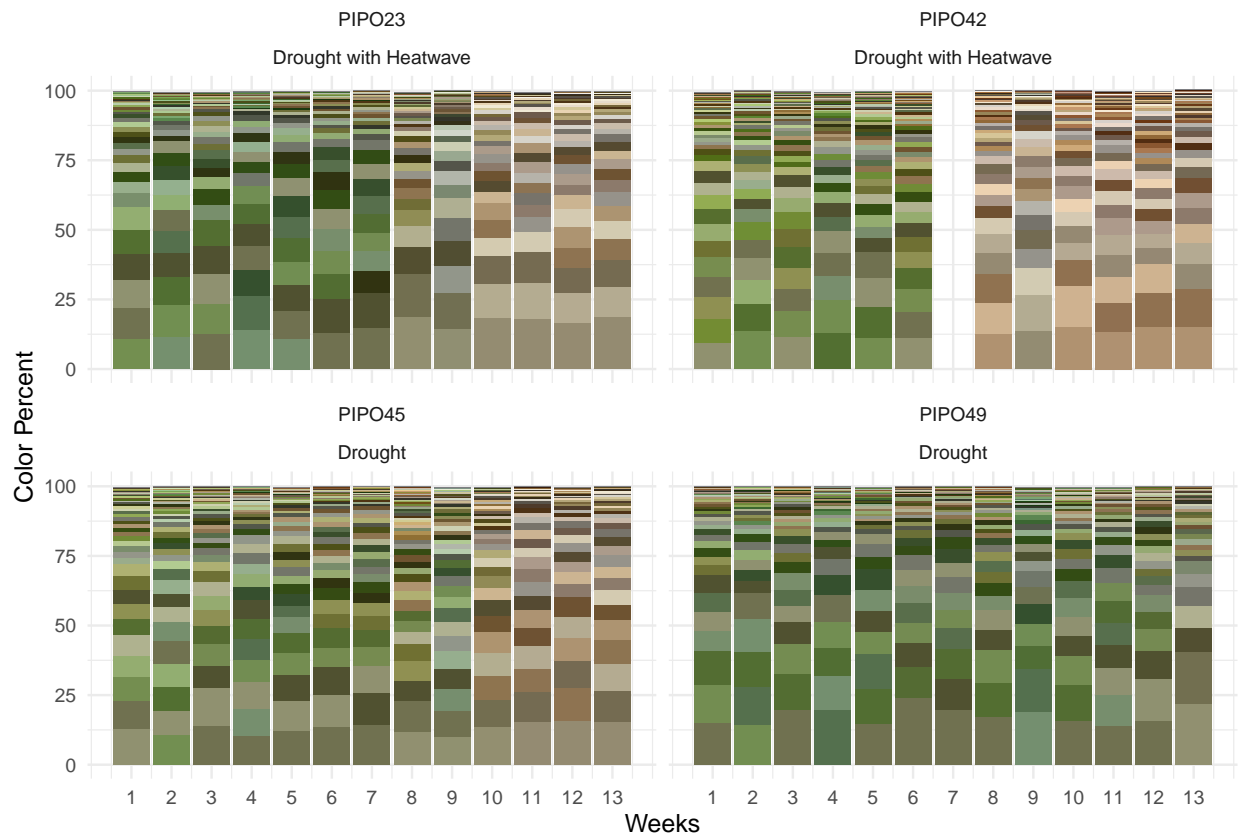 PIPO23
Drought with Heatwave
PIPO42
Drought with Heatwave
100
75
50
25
0
PIPO45
Drought
PIPO49
Drought
100
75
50
25
0
1 2 3 4 5 6 7 8 9 10 11 12 13
1 2 3 4 5 6 7 8 9 10 11 12 13
Weeks
Color Percent